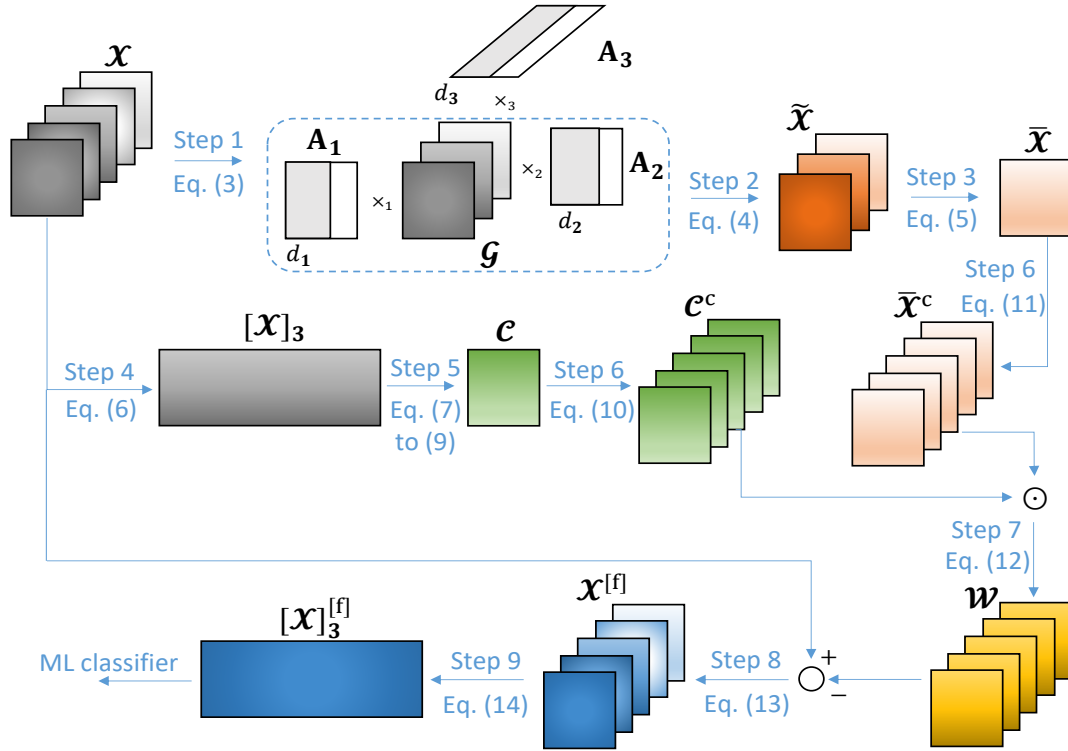 𝓧
A₃
d₃
×₃
Step 1
Eq. (3)
A₁
×₁
d₁
𝓖
×₂
A₂
d₂
Step 2
Eq. (4)
𝓧̃
Step 3
Eq. (5)
𝓧̄
Step 6
Eq. (11)
𝓧̄ᶜ
Step 4
Eq. (6)
[𝓧]₃
Step 5
Eq. (7)
to (9)
𝓒
Step 6
Eq. (10)
𝓒ᶜ
⊙
Step 7
Eq. (12)
𝓦
+
−
Step 8
Eq. (13)
𝓧^[f]
Step 9
Eq. (14)
[𝓧]₃^[f]
ML classifier